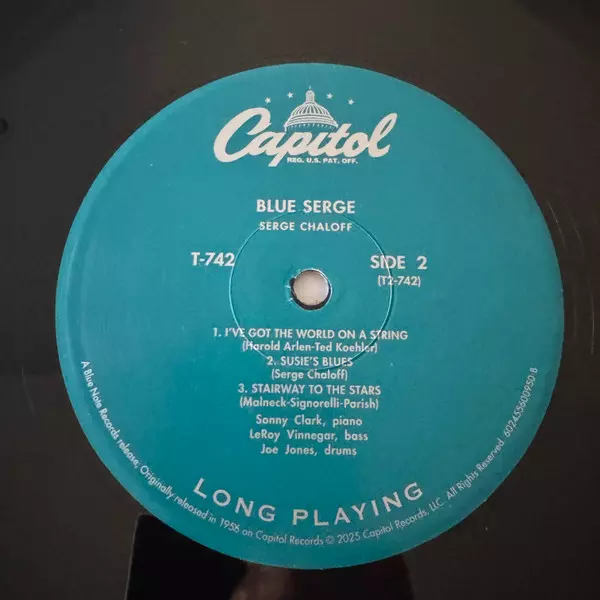 Capitol
REG. U.S. PAT. OFF.
BLUE SERGE
SERGE CHALOFF
T-742
SIDE 2
(T2-742)
1. I'VE GOT THE WORLD ON A STRING
(Harold Arlen-Ted Koehler)
2. SUSIE'S BLUES
(Serge Chaloff)
3. STAIRWAY TO THE STARS
(Malneck-Signorelli-Parish)
Sonny Clark, piano
LeRoy Vinnegar, bass
Joe Jones, drums
LONG PLAYING
A Blue Note Records release; Originally released in 1956 on Capitol Records © 2025 Capitol Records, LLC. All Rights Reserved. 602455600950 B